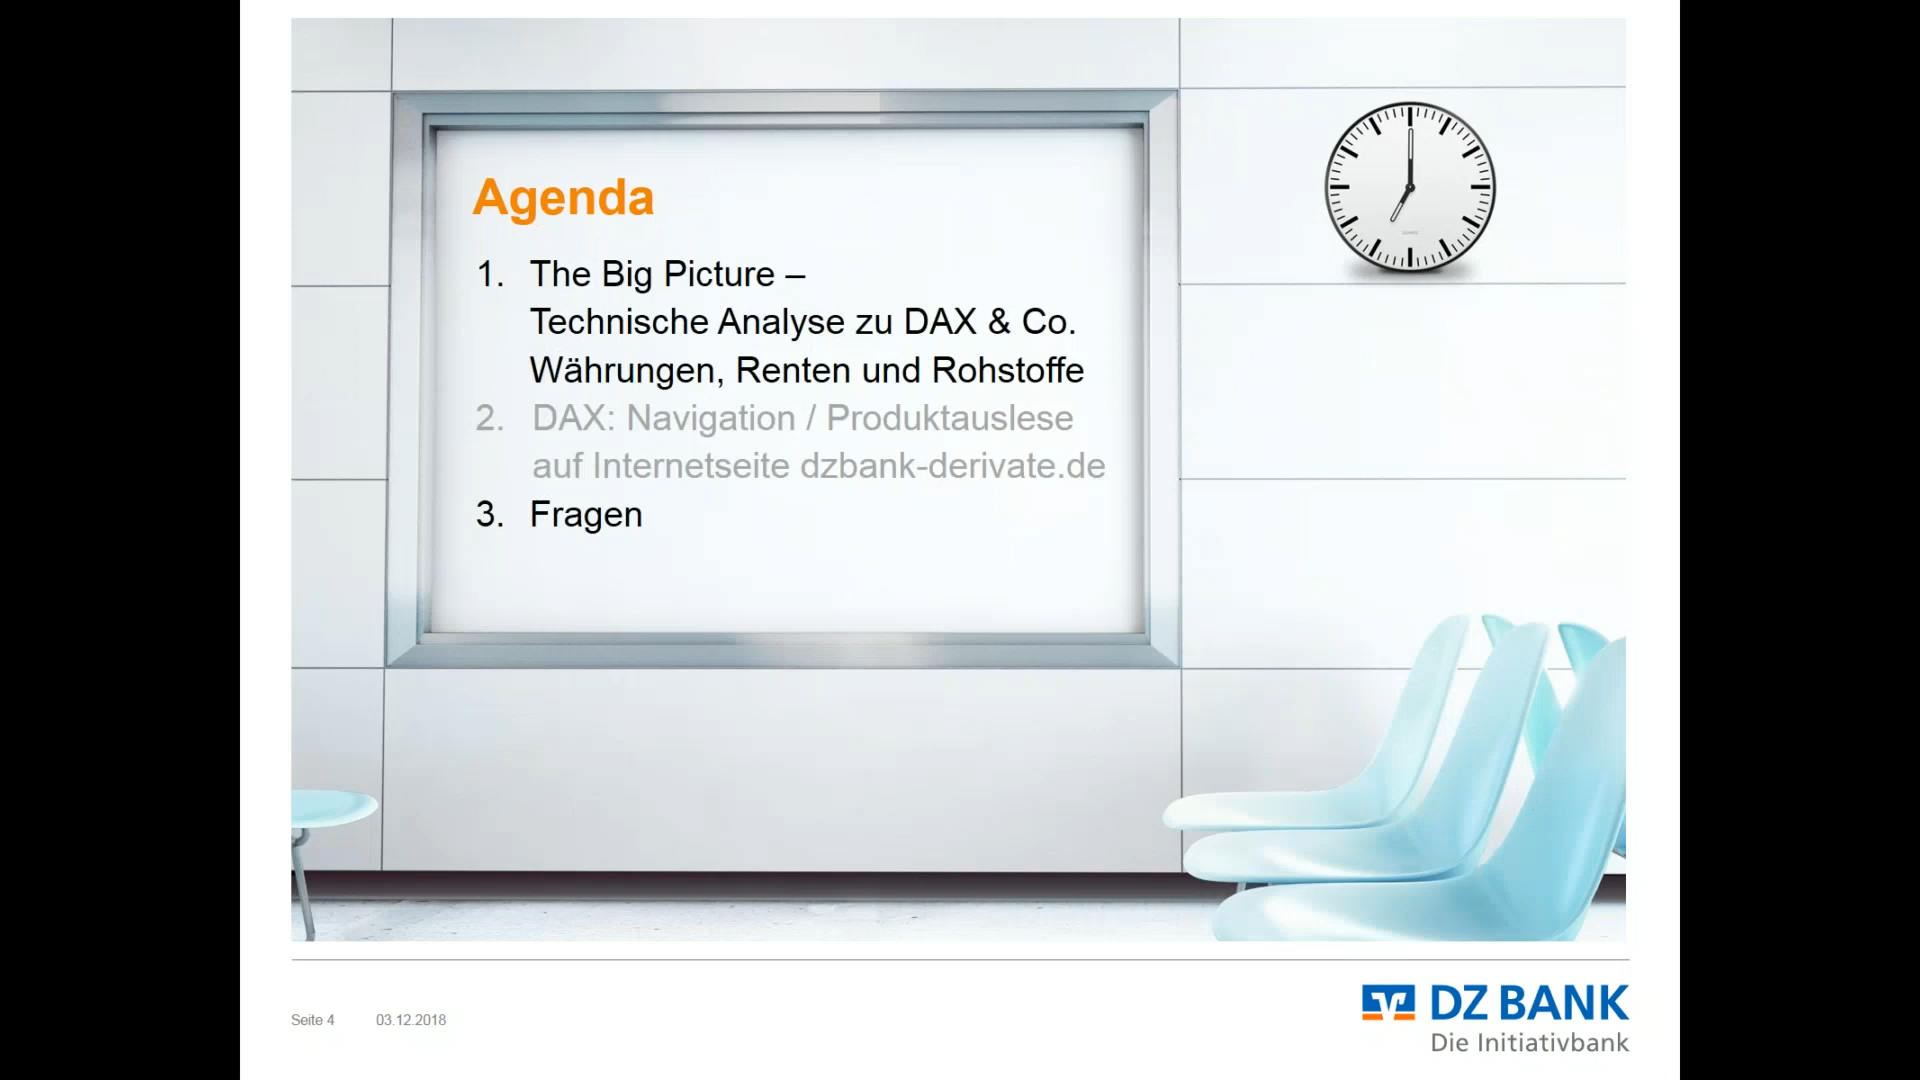 Agenda
1. The Big Picture –
Technische Analyse zu DAX & Co.
Währungen, Renten und Rohstoffe
2. DAX: Navigation / Produktauslese
auf Internetseite dzbank-derivate.de
3. Fragen
Seite 4 03.12.2018
DZ BANK
Die Initiativbank